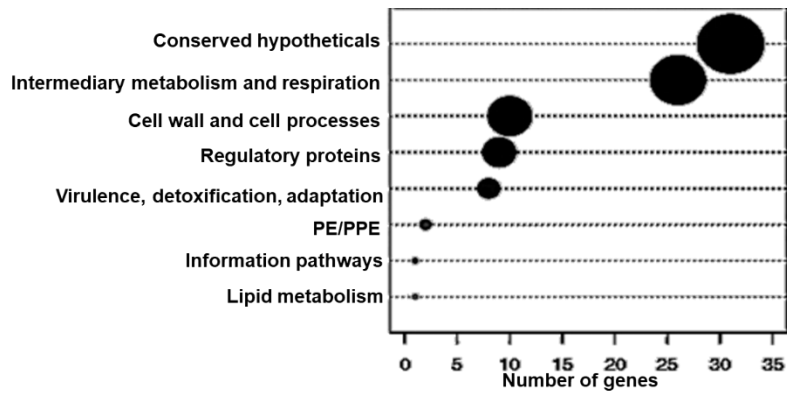 Conserved hypotheticals
Intermediary metabolism and respiration
Cell wall and cell processes
Regulatory proteins
Virulence, detoxification, adaptation
PE/PPE
Information pathways
Lipid metabolism
0 5 10 15 20 25 30 35
Number of genes